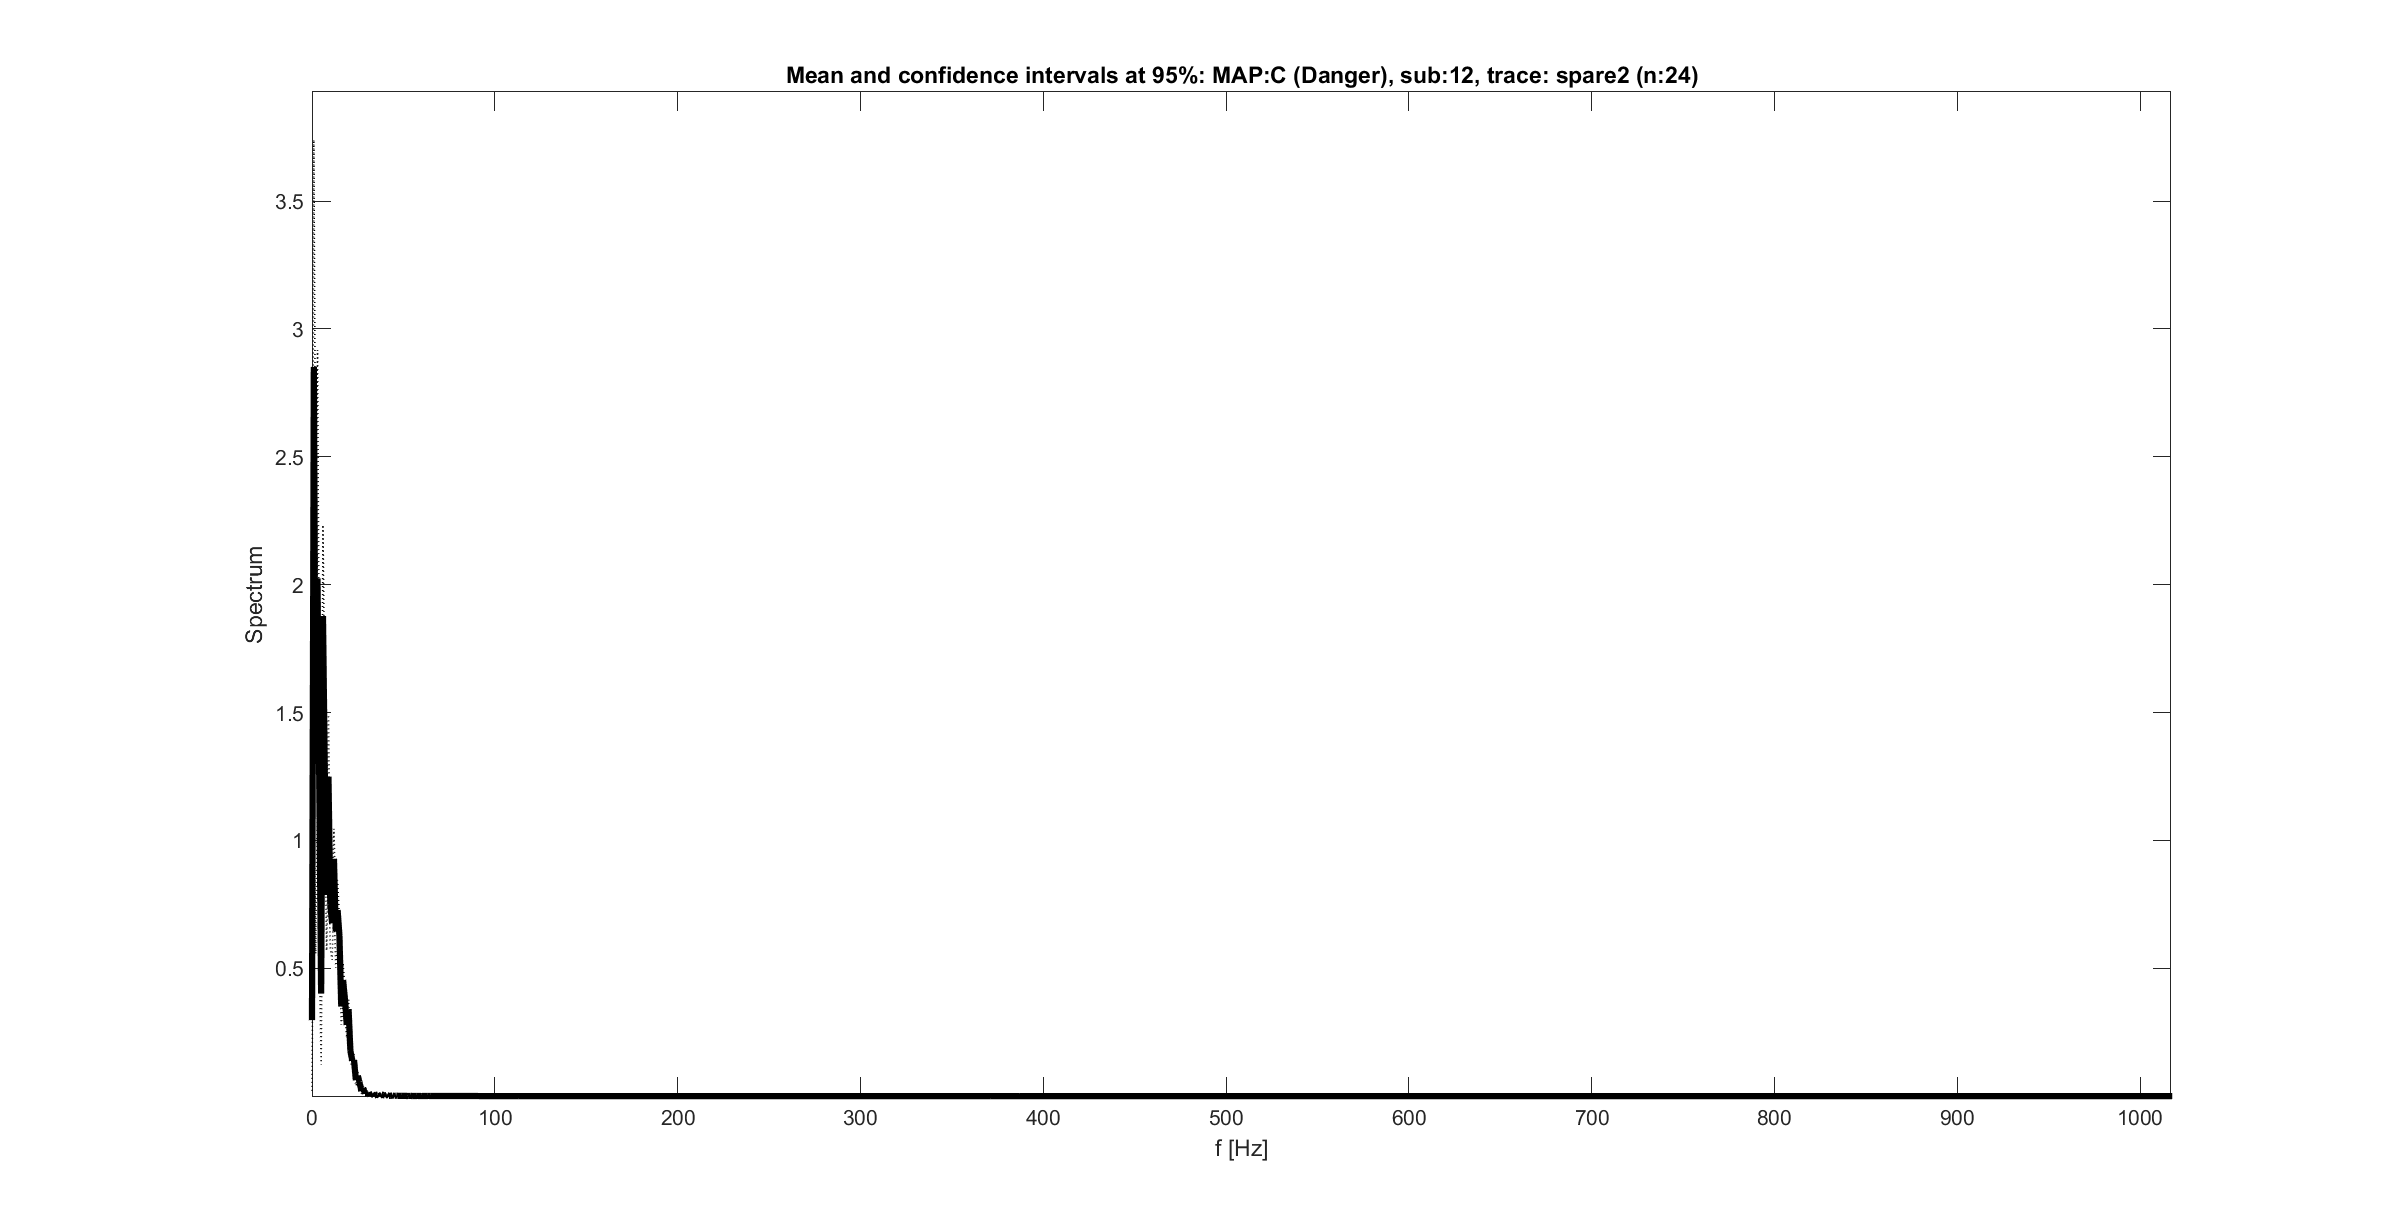 Mean and confidence intervals at 95%: MAP:C (Danger), sub:12, trace: spare2 (n:24)
3.5
3
2.5
2
1.5
1
0.5
Spectrum
0 100 200 300 400 500 600 700 800 900 1000
f [Hz]